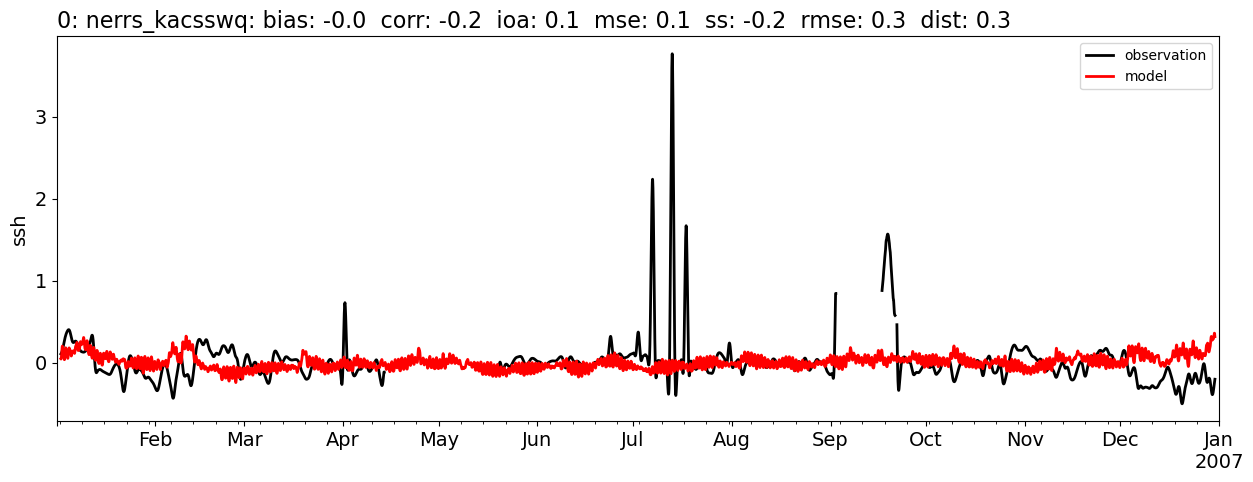 0: nerrs_kacsswq: bias: -0.0  corr: -0.2  ioa: 0.1  mse: 0.1  ss: -0.2  rmse: 0.3  dist: 0.3
observation
model
3
2
1
0
ssh
Feb Mar Apr May Jun Jul Aug Sep Oct Nov Dec Jan
2007